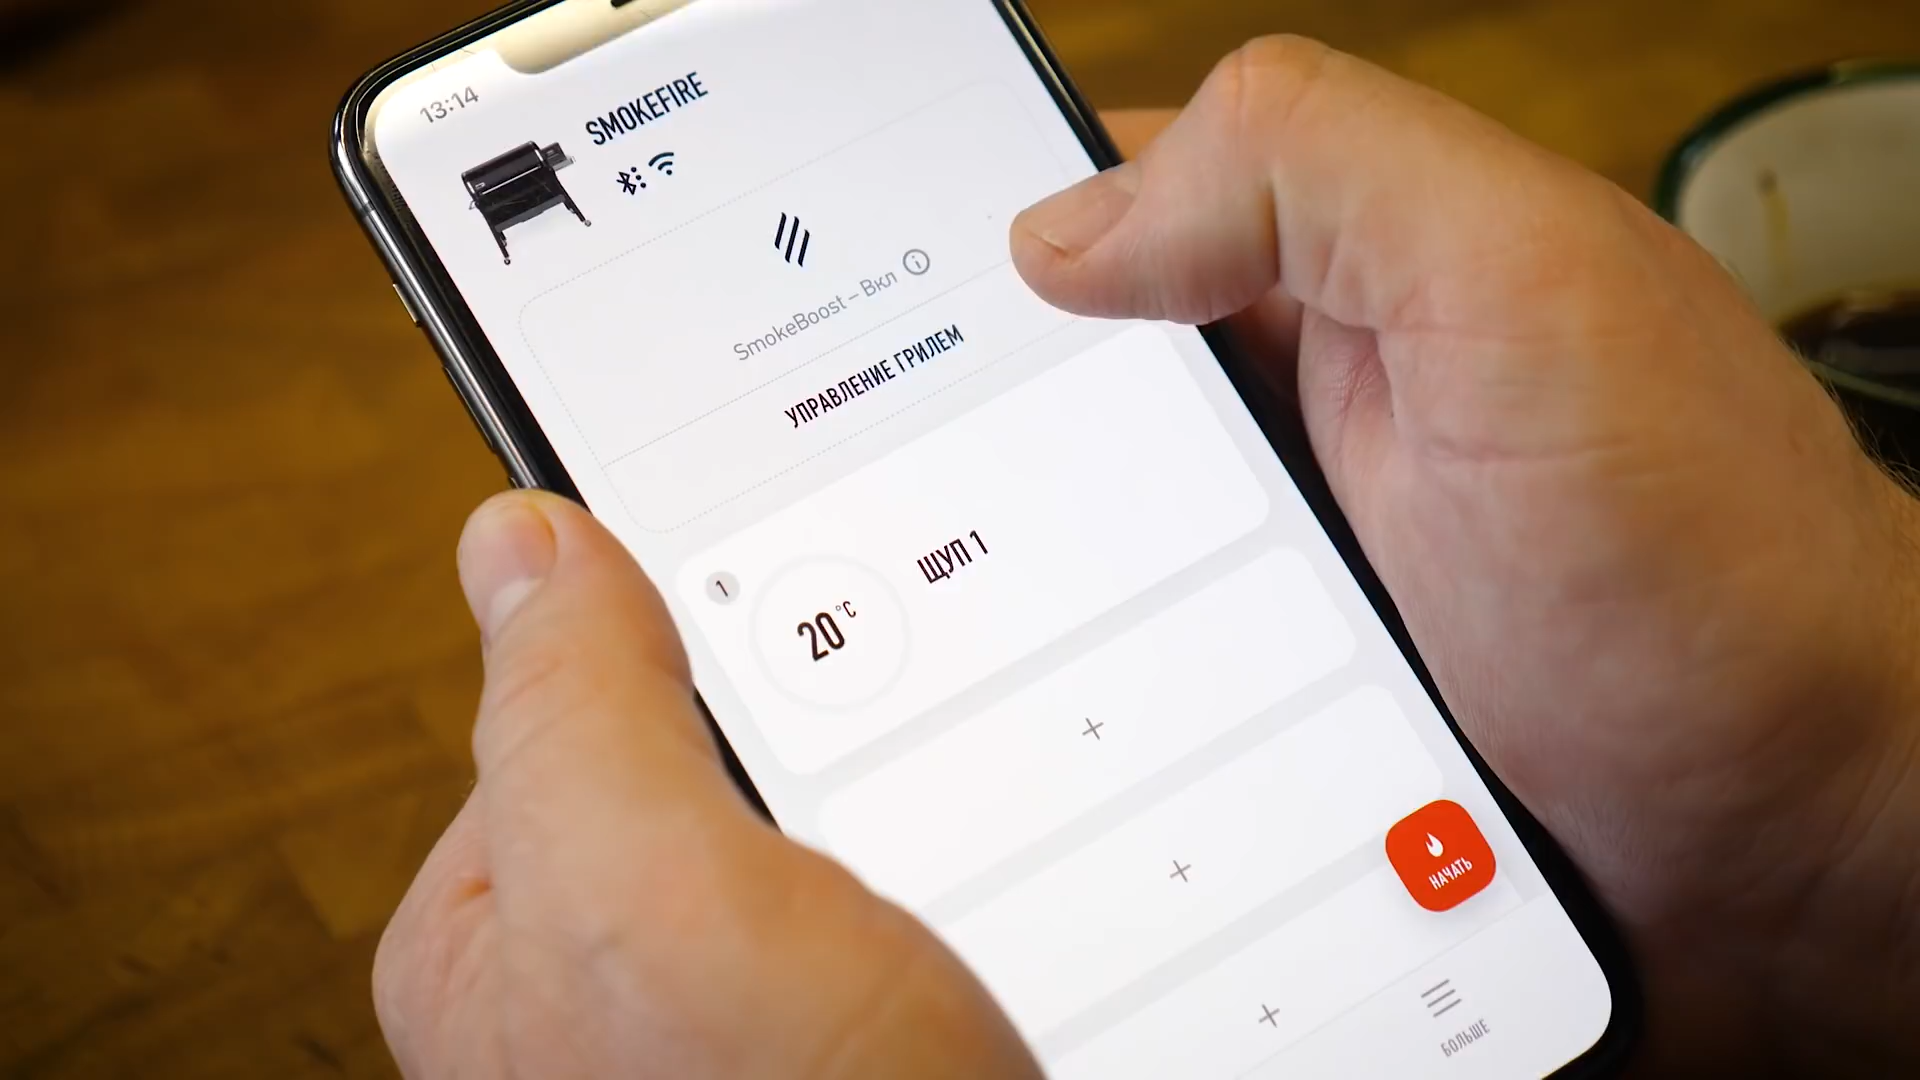 13:14
SMOKEFIRE
SmokeBoost – Вкл
УПРАВЛЕНИЕ ГРИЛЕМ
1
20 °C
ЩУП 1
НАЧАТЬ
БОЛЬШЕ